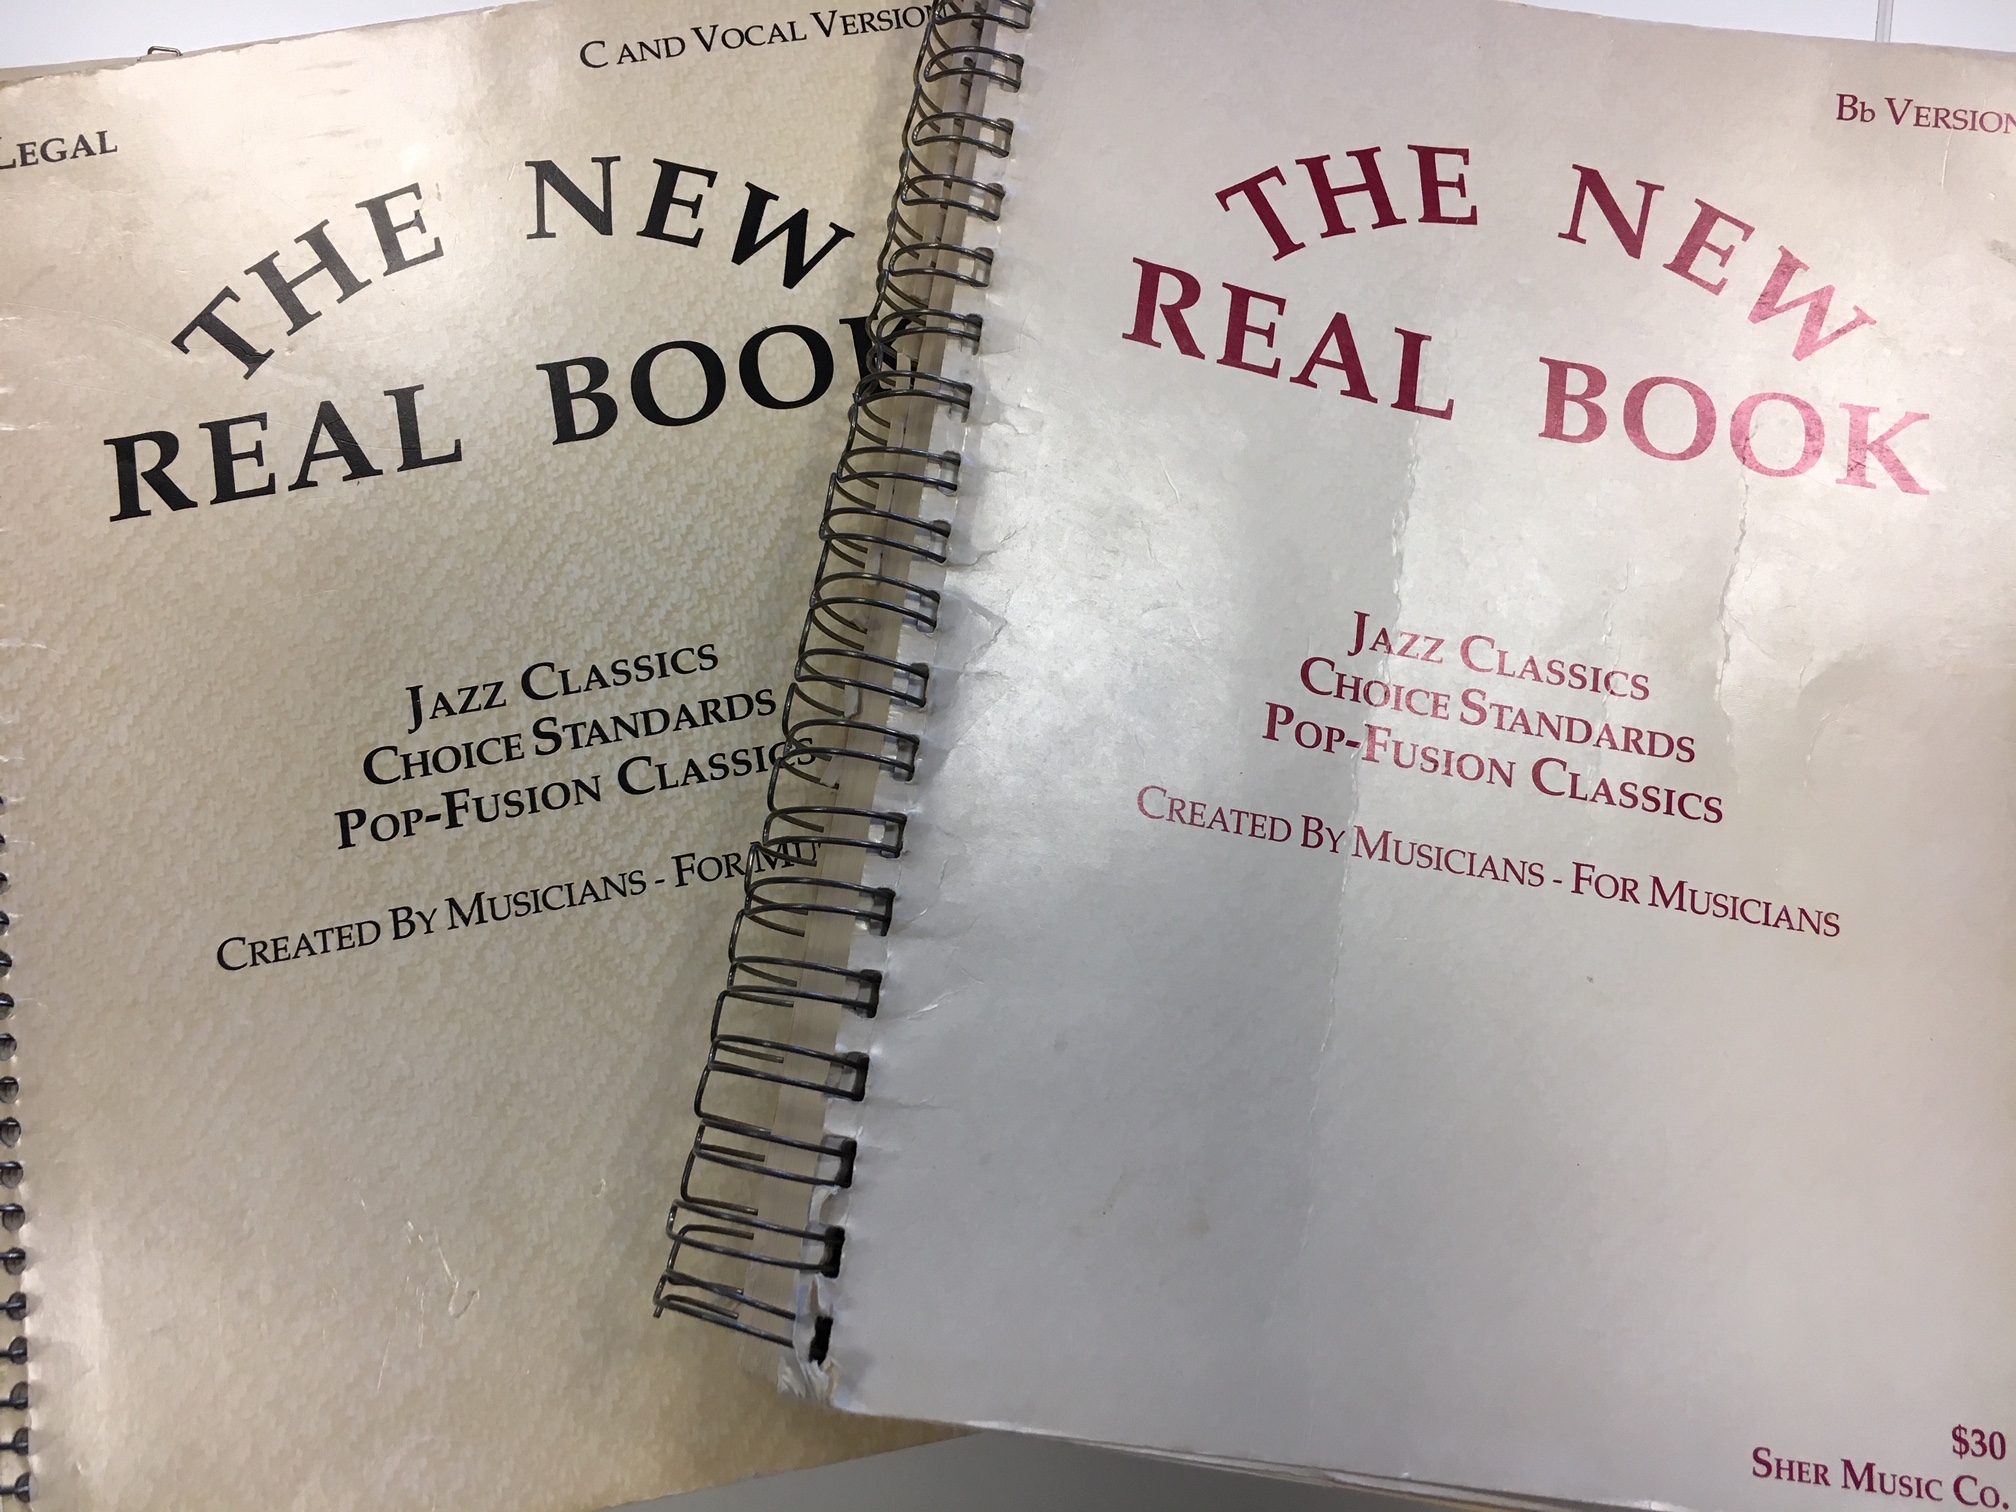 C AND VOCAL VERSION
LEGAL
THE NEW
REAL BOOK
JAZZ CLASSICS
CHOICE STANDARDS
POP-FUSION CLASSICS
CREATED BY MUSICIANS - FOR
Bb VERSION
THE NEW
REAL BOOK
JAZZ CLASSICS
CHOICE STANDARDS
POP-FUSION CLASSICS
CREATED BY MUSICIANS - FOR MUSICIANS
$30
SHER MUSIC CO.